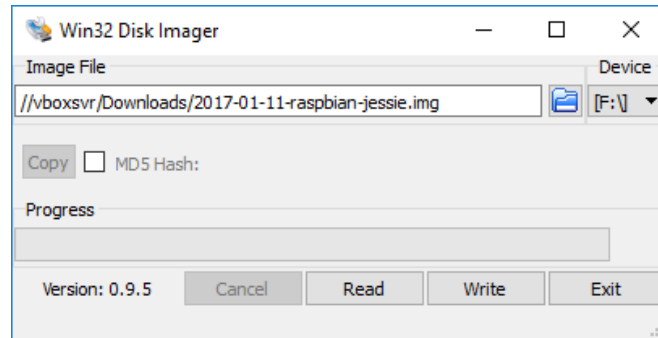 Win32 Disk Imager
Image File
Device
//vboxsvr/Downloads/2017-01-11-raspbian-jessie.img
[F:\]
Copy
MD5 Hash:
Progress
Version: 0.9.5
Cancel
Read
Write
Exit